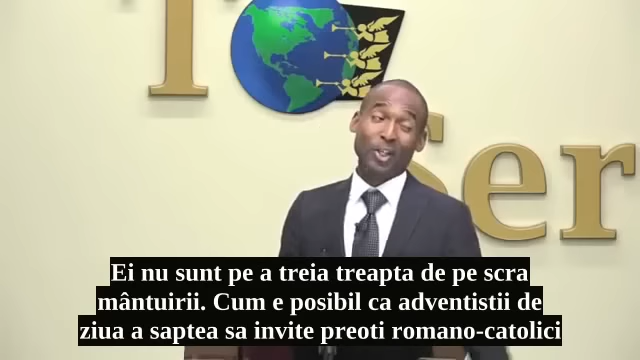 T
Ser
Ei nu sunt pe a treia treapta de pe scra
mântuirii. Cum e posibil ca adventistii de
ziua a saptea sa invite preoti romano-catolici